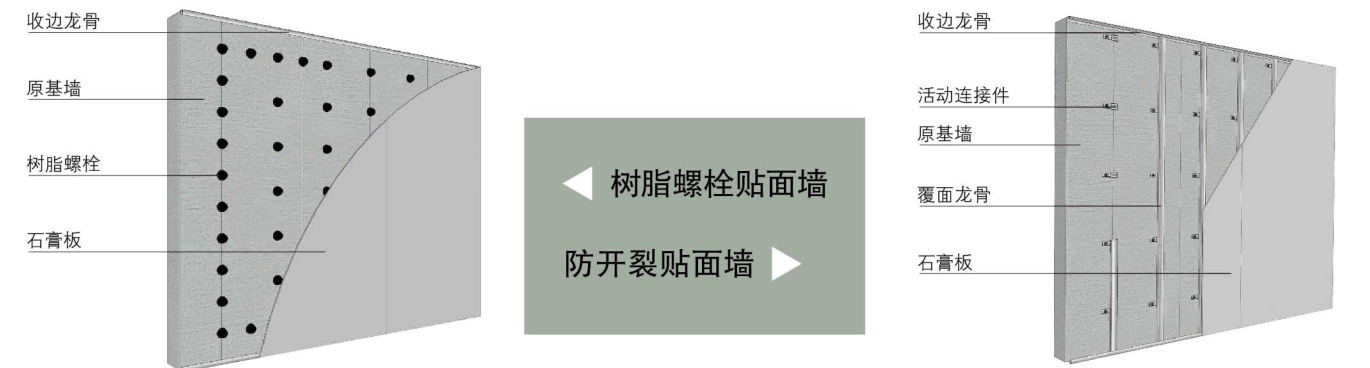 收边龙骨
原基墙
树脂螺栓
石膏板
树脂螺栓贴面墙
防开裂贴面墙
收边龙骨
活动连接件
原基墙
覆面龙骨
石膏板